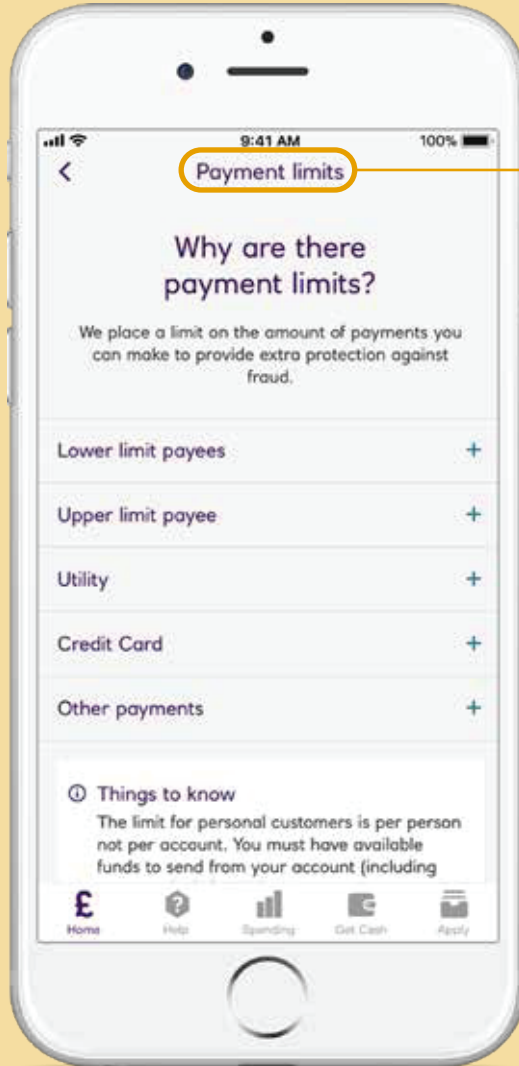 9:41 AM 100%
Payment limits
Why are there
payment limits?
We place a limit on the amount of payments you
can make to provide extra protection against
fraud.
Lower limit payees +
Upper limit payee +
Utility +
Credit Card +
Other payments +
Things to know
The limit for personal customers is per person
not per account. You must have available
funds to send from your account (including
£ ?
Home Help Spending Get Cash Apply